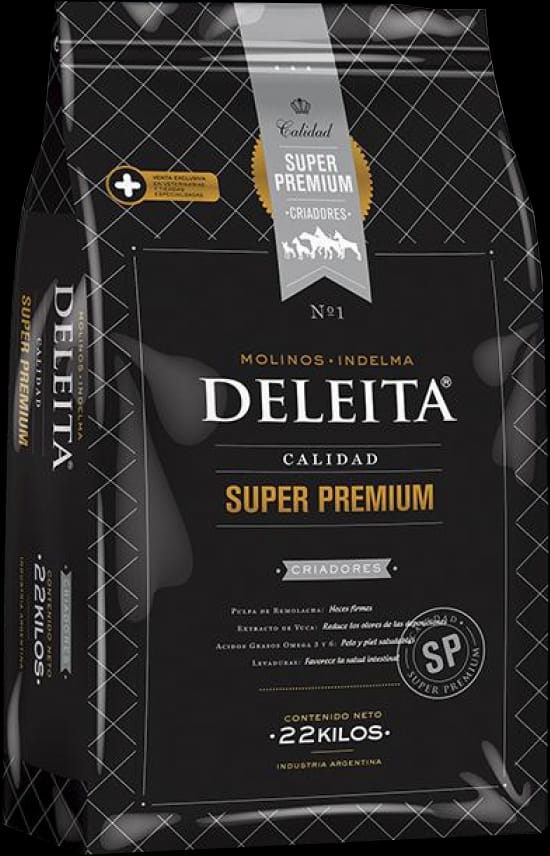 Calidad
SUPER
PREMIUM
·CRIADORES·
VENTA EXCLUSIVA
EN VETERINARIAS
Y TIENDAS
ESPECIALIZADAS
Nº1
MOLINOS·INDELMA
DELEITA®
CALIDAD
SUPER PREMIUM
·CRIADORES·
PULPA DE REMOLACHA: Heces firmes
EXTRACTO DE YUCA: Reduce los olores de las deposiciones
ACIDOS GRASOS OMEGA 3 Y 6: Pelo y piel saludables
LEVADURAS: Favorece la salud intestinal
CALIDAD
SP
SUPER PREMIUM
CONTENIDO NETO
·22KILOS·
INDUSTRIA ARGENTINA
MOLINOS·INDELMA
DELEITA®
CALIDAD
SUPER PREMIUM
CRIADORES
CONTENIDO NETO
·22KILOS·
INDUSTRIA ARGENTINA